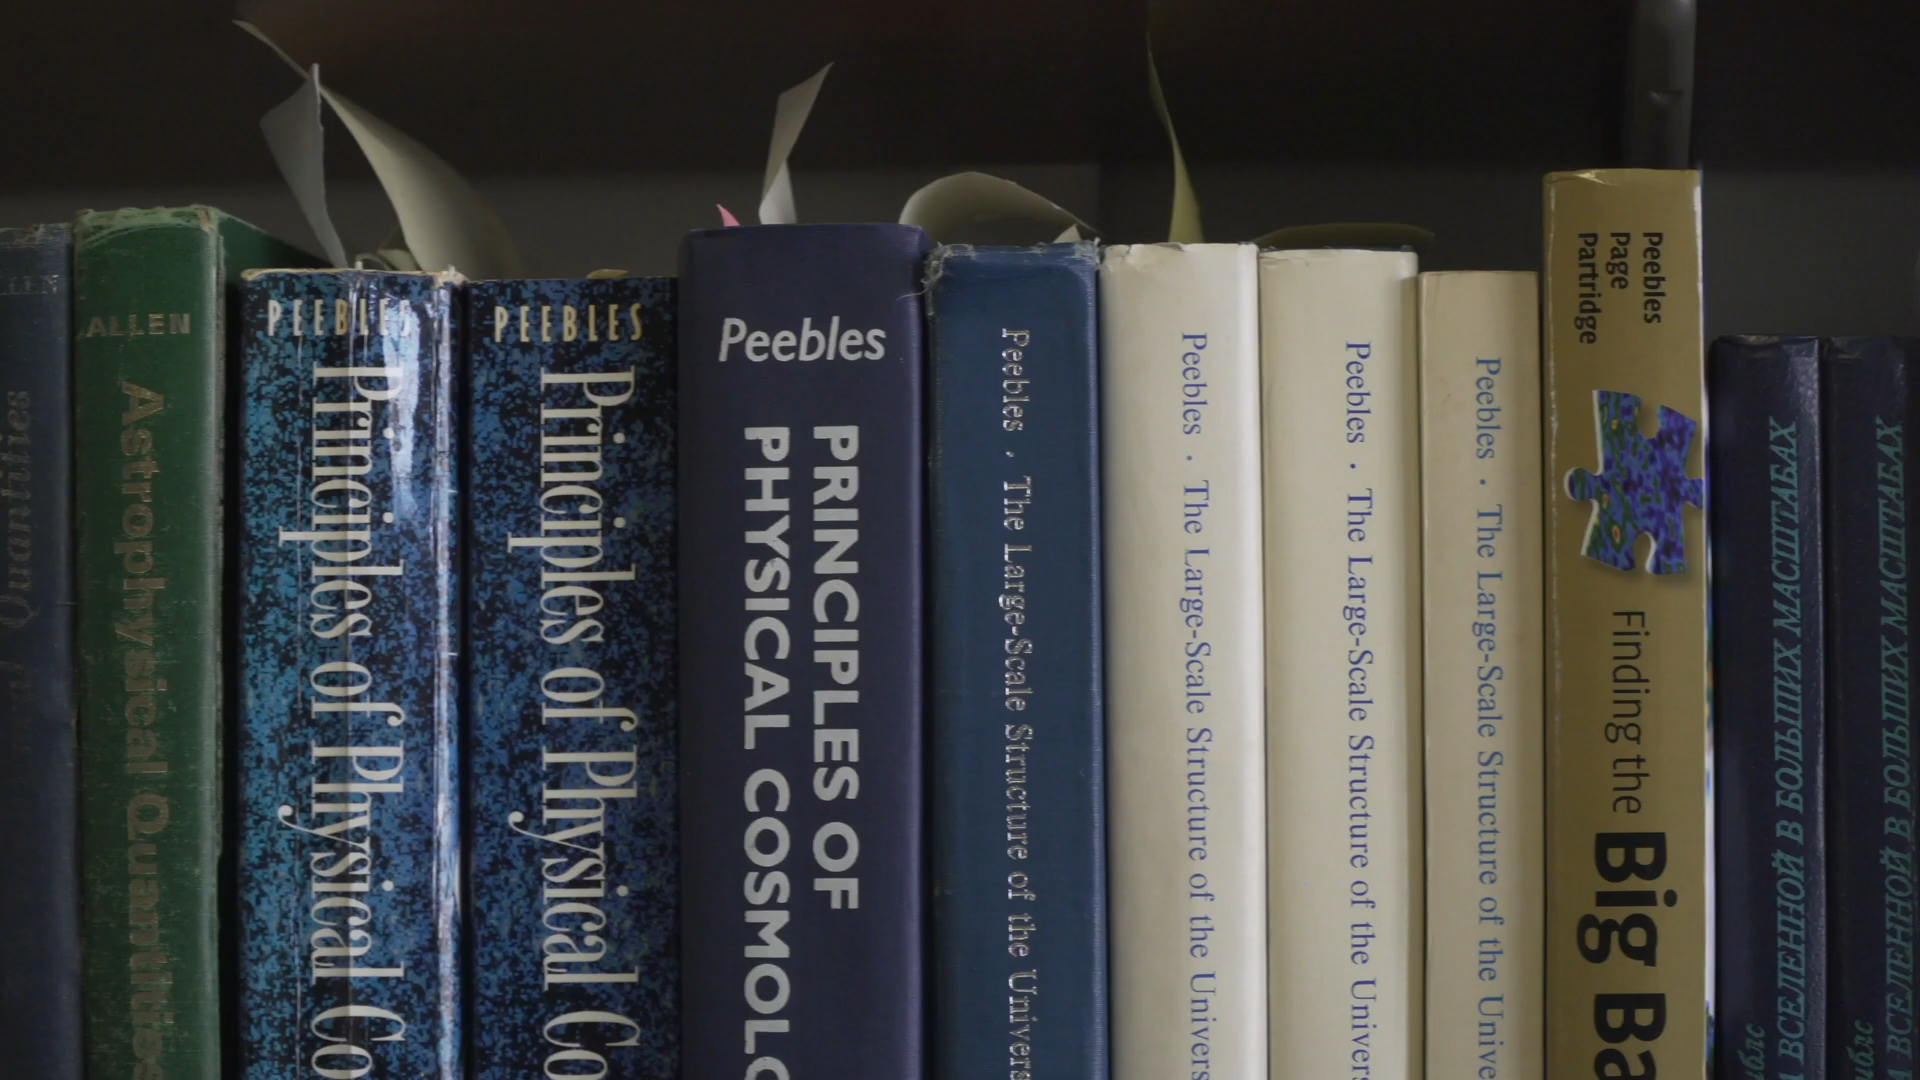 Quantities
ALLEN
Astrophysical Quantities
PEEBLES
Principles of Physical Co
PEEBLES
Principles of Physical Co
Peebles
PRINCIPLES OF
PHYSICAL COSMOLO
Peebles · The Large-Scale Structure of the Univers
Peebles · The Large-Scale Structure of the Univers
Peebles · The Large-Scale Structure of the Univers
Peebles · The Large-Scale Structure of the Unive
Peebles
Page
Partridge
Finding the
Big Ba
ВСЕЛЕННОЙ В БОЛЬШИХ МАСШТАБАХ
иблс
А ВСЕЛЕННОЙ В БОЛЬШИХ МАСШТАБАХ
иблс